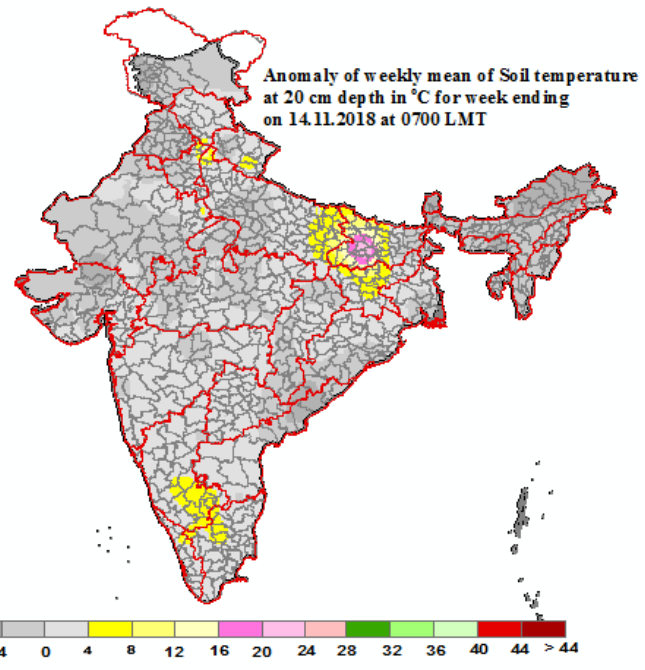 Anomaly of weekly mean of Soil temperature
at 20 cm depth in °C for week ending
on 14.11.2018 at 0700 LMT
4 0 4 8 12 16 20 24 28 32 36 40 44 > 44